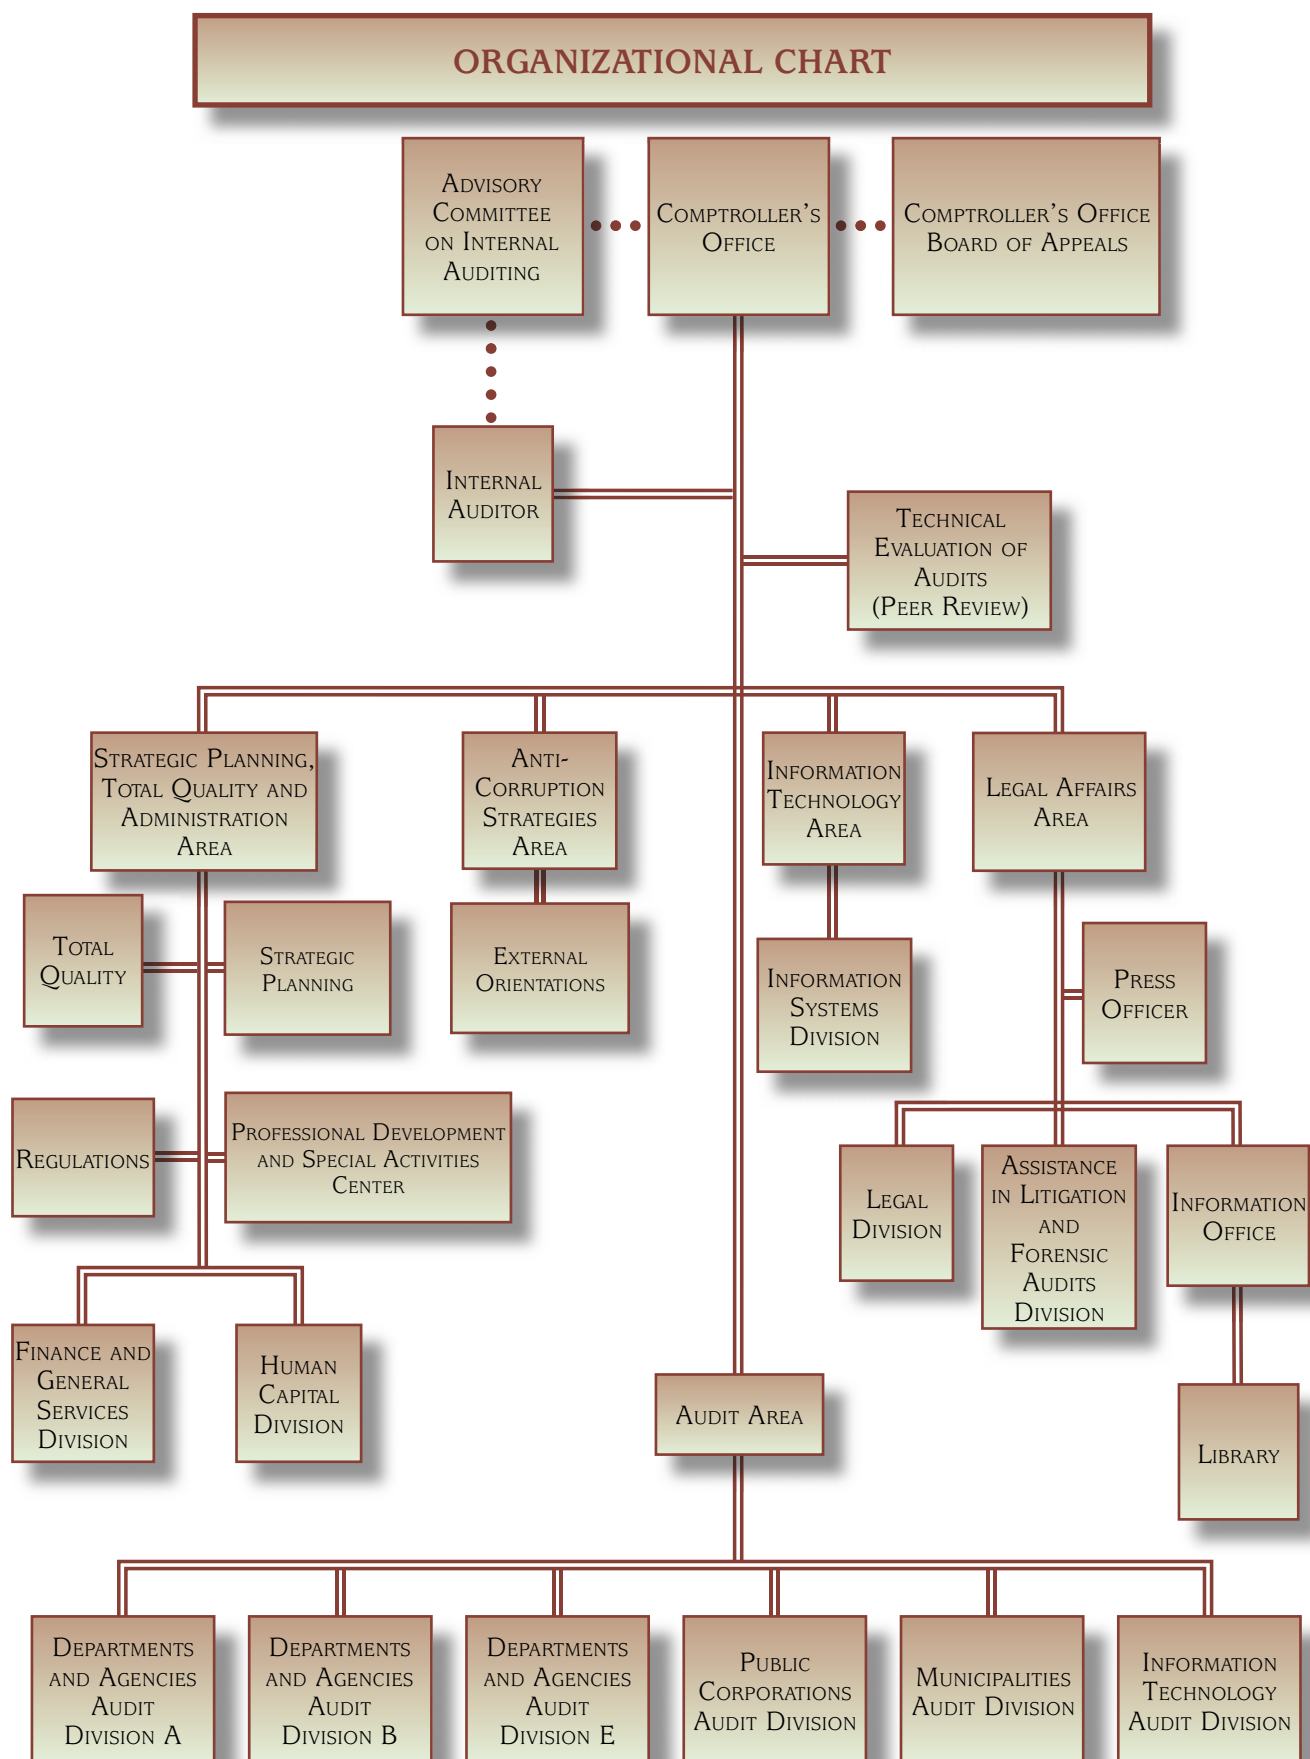 ORGANIZATIONAL CHART
Advisory
Committee
on Internal
Auditing
Comptroller's
Office
Comptroller's Office
Board of Appeals
Internal
Auditor
Technical
Evaluation of
Audits
(Peer Review)
Strategic Planning,
Total Quality and
Administration
Area
Anti-
Corruption
Strategies
Area
Information
Technology
Area
Legal Affairs
Area
Total
Quality
Strategic
Planning
External
Orientations
Information
Systems
Division
Press
Officer
Regulations
Professional Development
and Special Activities
Center
Legal
Division
Assistance
in Litigation
and
Forensic
Audits
Division
Information
Office
Finance and
General
Services
Division
Human
Capital
Division
Audit Area
Library
Departments
and Agencies
Audit
Division A
Departments
and Agencies
Audit
Division B
Departments
and Agencies
Audit
Division E
Public
Corporations
Audit Division
Municipalities
Audit Division
Information
Technology
Audit Division